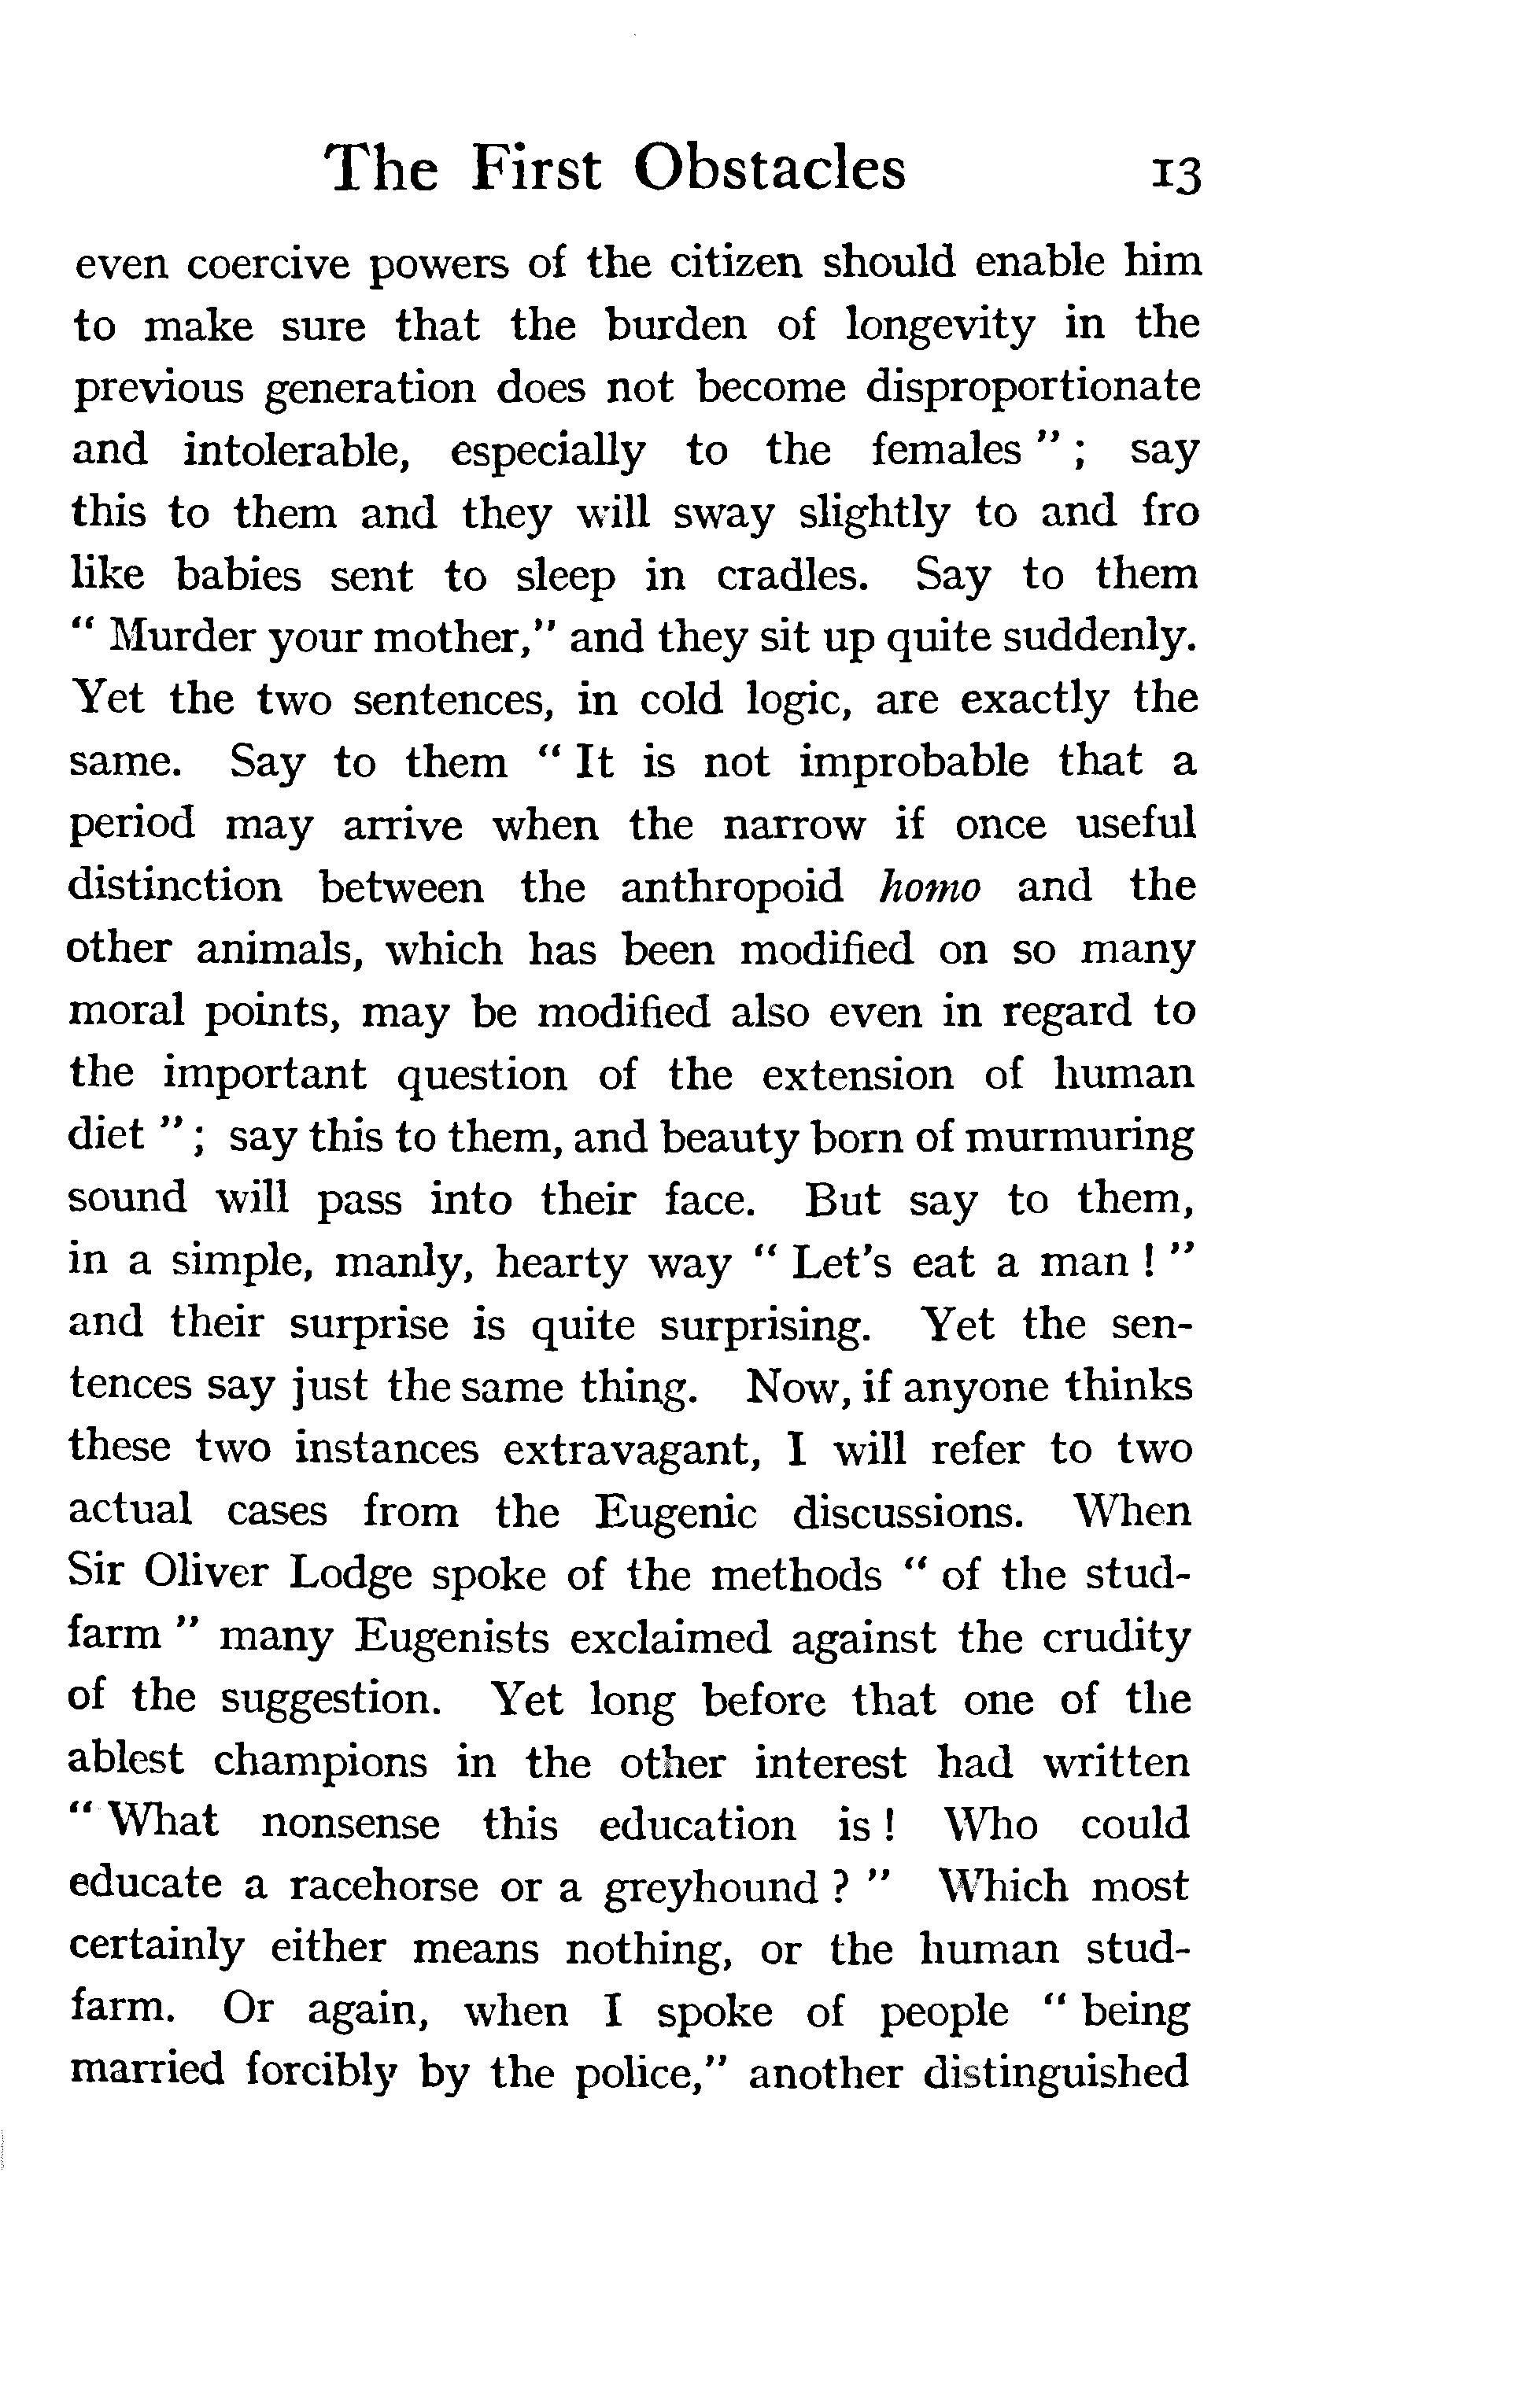 The First Obstacles 13
even coercive powers of the citizen should enable him
to make sure that the burden of longevity in the
previous generation does not become disproportionate
and intolerable, especially to the females " ; say
this to them and they will sway slightly to and fro
like babies sent to sleep in cradles. Say to them
" Murder your mother," and they sit up quite suddenly.
Yet the two sentences, in cold logic, are exactly the
same. Say to them " It is not improbable that a
period may arrive when the narrow if once useful
distinction between the anthropoid homo and the
other animals, which has been modified on so many
moral points, may be modified also even in regard to
the important question of the extension of human
diet " ; say this to them, and beauty born of murmuring
sound will pass into their face. But say to them,
in a simple, manly, hearty way " Let's eat a man ! "
and their surprise is quite surprising. Yet the sen-
tences say just the same thing. Now, if anyone thinks
these two instances extravagant, I will refer to two
actual cases from the Eugenic discussions. When
Sir Oliver Lodge spoke of the methods " of the stud-
farm " many Eugenists exclaimed against the crudity
of the suggestion. Yet long before that one of the
ablest champions in the other interest had written
" What nonsense this education is ! Who could
educate a racehorse or a greyhound ? " Which most
certainly either means nothing, or the human stud-
farm. Or again, when I spoke of people " being
married forcibly by the police," another distinguished